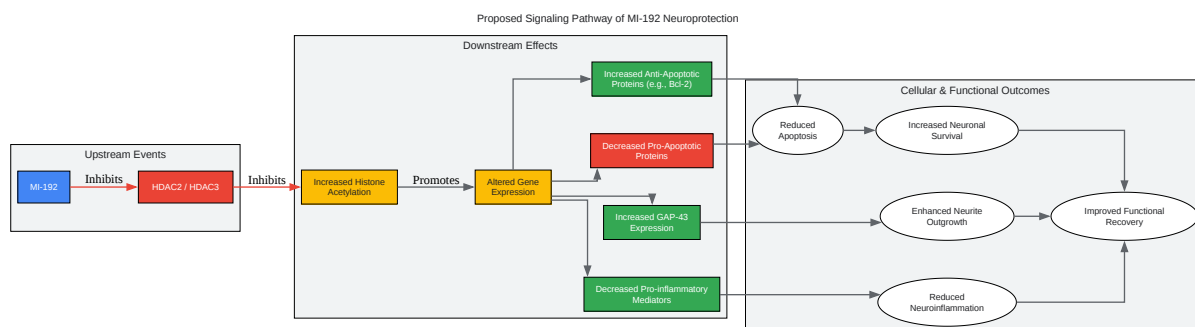 Proposed Signaling Pathway of MI-192 Neuroprotection
Upstream Events
MI-192
Inhibits
HDAC2 / HDAC3
Inhibits
Downstream Effects
Increased Histone
Acetylation
Promotes
Altered Gene
Expression
Increased Anti-Apoptotic
Proteins (e.g., Bcl-2)
Decreased Pro-Apoptotic
Proteins
Increased GAP-43
Expression
Decreased Pro-inflammatory
Mediators
Cellular & Functional Outcomes
Reduced
Apoptosis
Increased Neuronal
Survival
Enhanced Neurite
Outgrowth
Reduced
Neuroinflammation
Improved Functional
Recovery